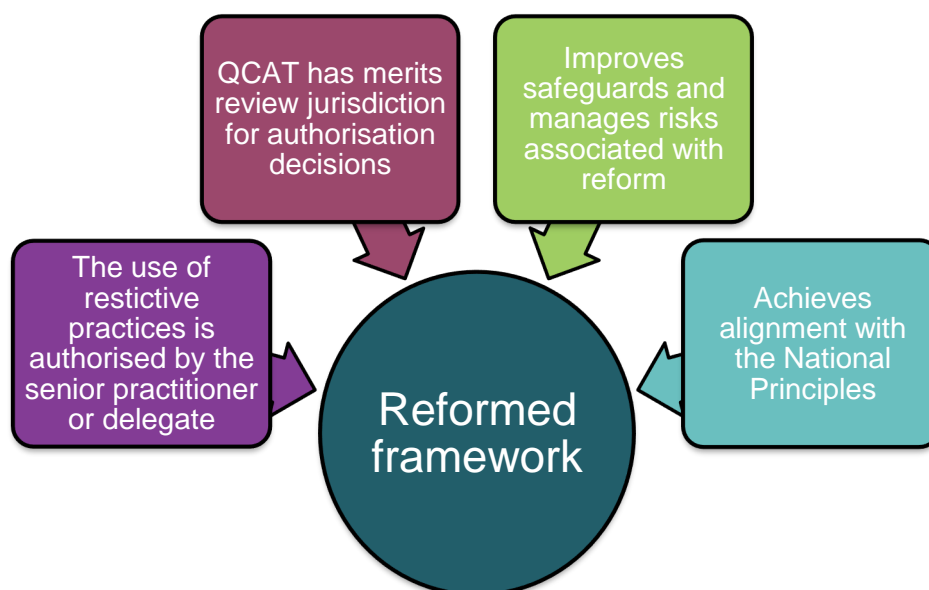 QCAT has merits
review jurisdiction
for authorisation
decisions
Improves
safeguards and
manages risks
associated with
reform
The use of
restictive
practices is
authorised by the
senior practitioner
or delegate
Achieves
alignment with
the National
Principles
Reformed
framework